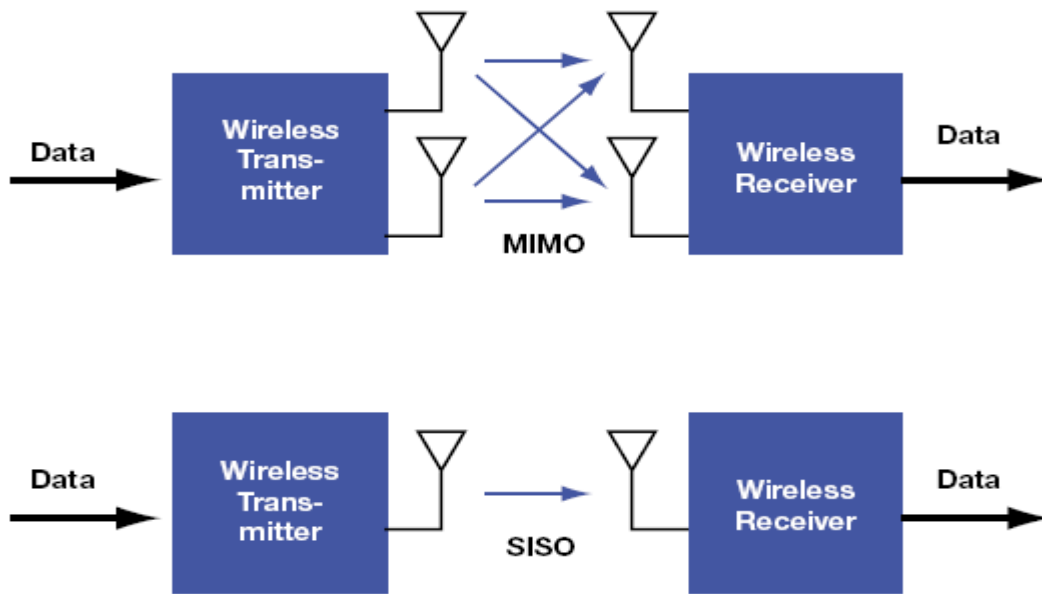 Data
Wireless
Trans-
mitter
MIMO
Wireless
Receiver
Data
Data
Wireless
Trans-
mitter
SISO
Wireless
Receiver
Data